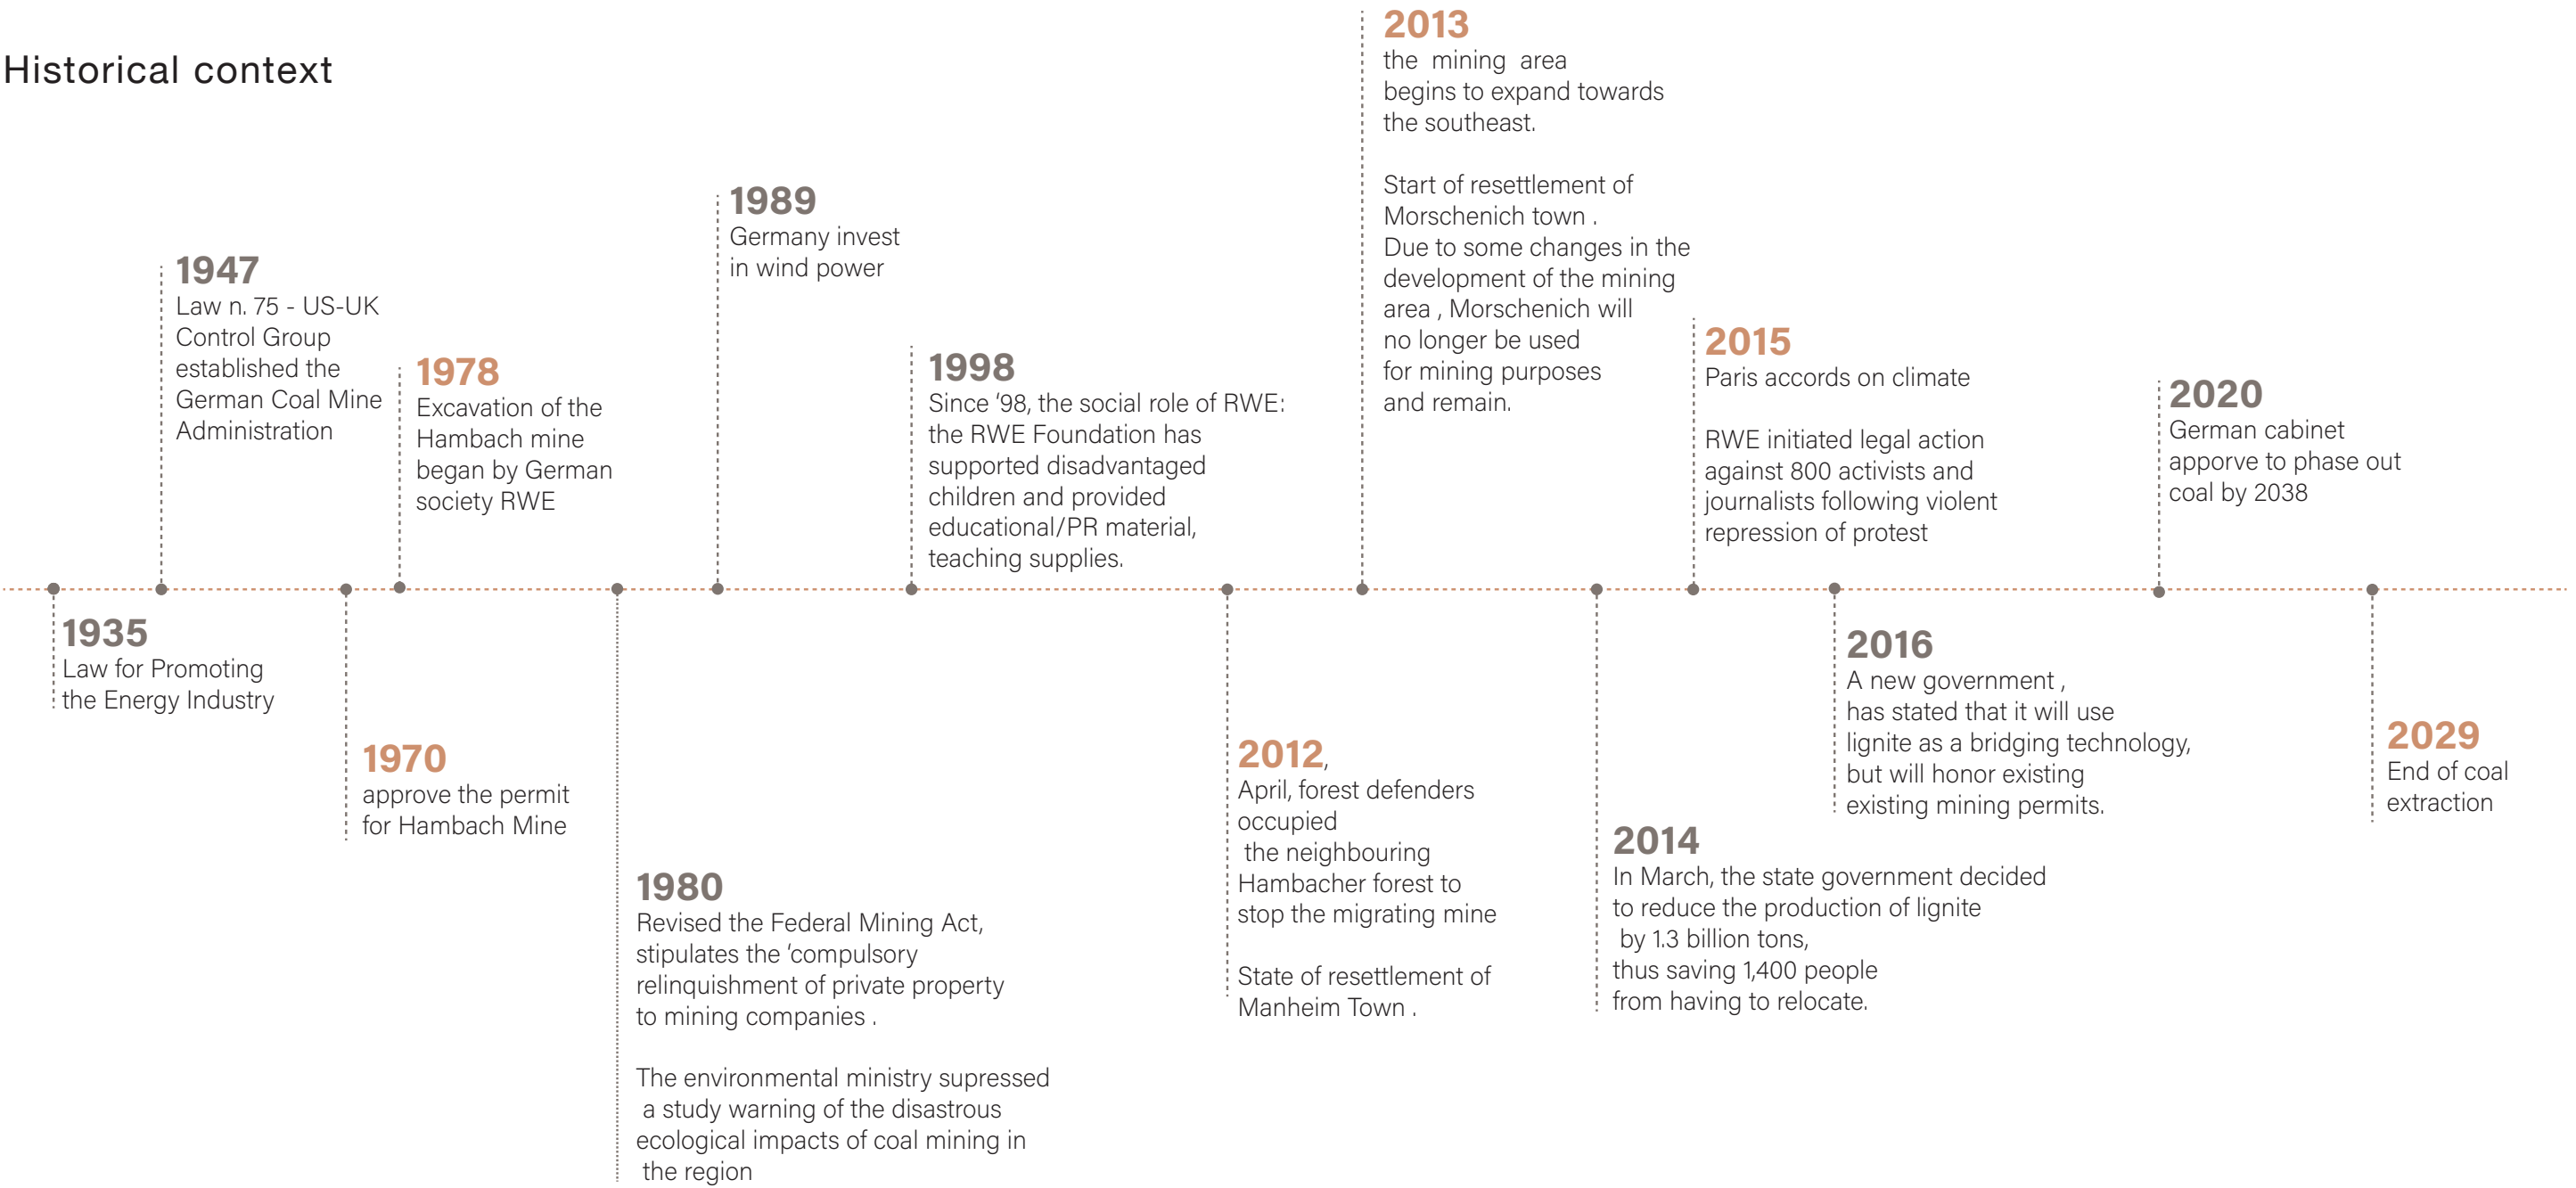 Historical context
1935
Law for Promoting
the Energy Industry
1947
Law n. 75 - US-UK
Control Group
established the
German Coal Mine
Administration
1970
approve the permit
for Hambach Mine
1978
Excavation of the
Hambach mine
began by German
society RWE
1980
Revised the Federal Mining Act,
stipulates the ‘compulsory
relinquishment of private property
to mining companies .
The environmental ministry supressed
a study warning of the disastrous
ecological impacts of coal mining in
the region
1989
Germany invest
in wind power
1998
Since ‘98, the social role of RWE:
the RWE Foundation has
supported disadvantaged
children and provided
educational/PR material,
teaching supplies.
2012,
April, forest defenders
occupied
the neighbouring
Hambacher forest to
stop the migrating mine
State of resettlement of
Manheim Town .
2013
the mining area
begins to expand towards
the southeast.
Start of resettlement of
Morschenich town .
Due to some changes in the
development of the mining
area , Morschenich will
no longer be used
for mining purposes
and remain.
2014
In March, the state government decided
to reduce the production of lignite
by 1.3 billion tons,
thus saving 1,400 people
from having to relocate.
2015
Paris accords on climate
RWE initiated legal action
against 800 activists and
journalists following violent
repression of protest
2016
A new government ,
has stated that it will use
lignite as a bridging technology,
but will honor existing
existing mining permits.
2020
German cabinet
apporve to phase out
coal by 2038
2029
End of coal
extraction